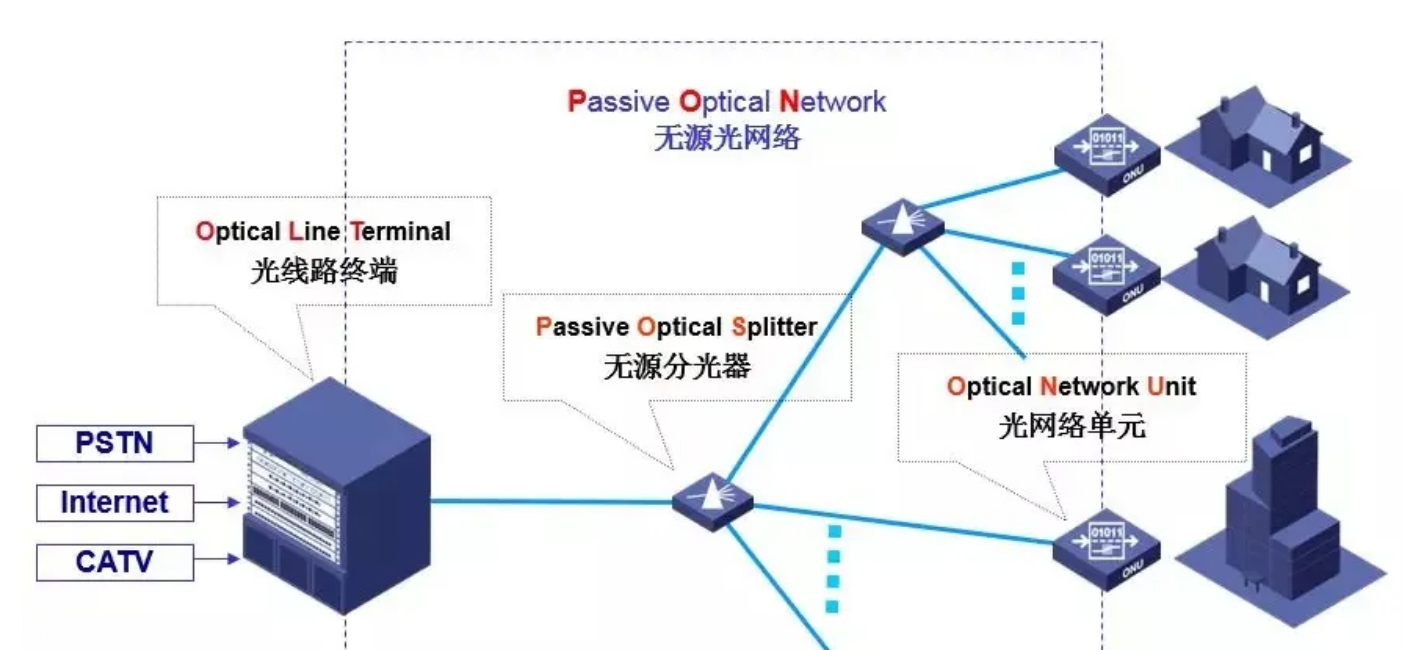 Passive Optical Network
无源光网络
Optical Line Terminal
光线路终端
Passive Optical Splitter
无源分光器
Optical Network Unit
光网络单元
PSTN
Internet
CATV
01011
ONU
01011
ONU
01011
ONU